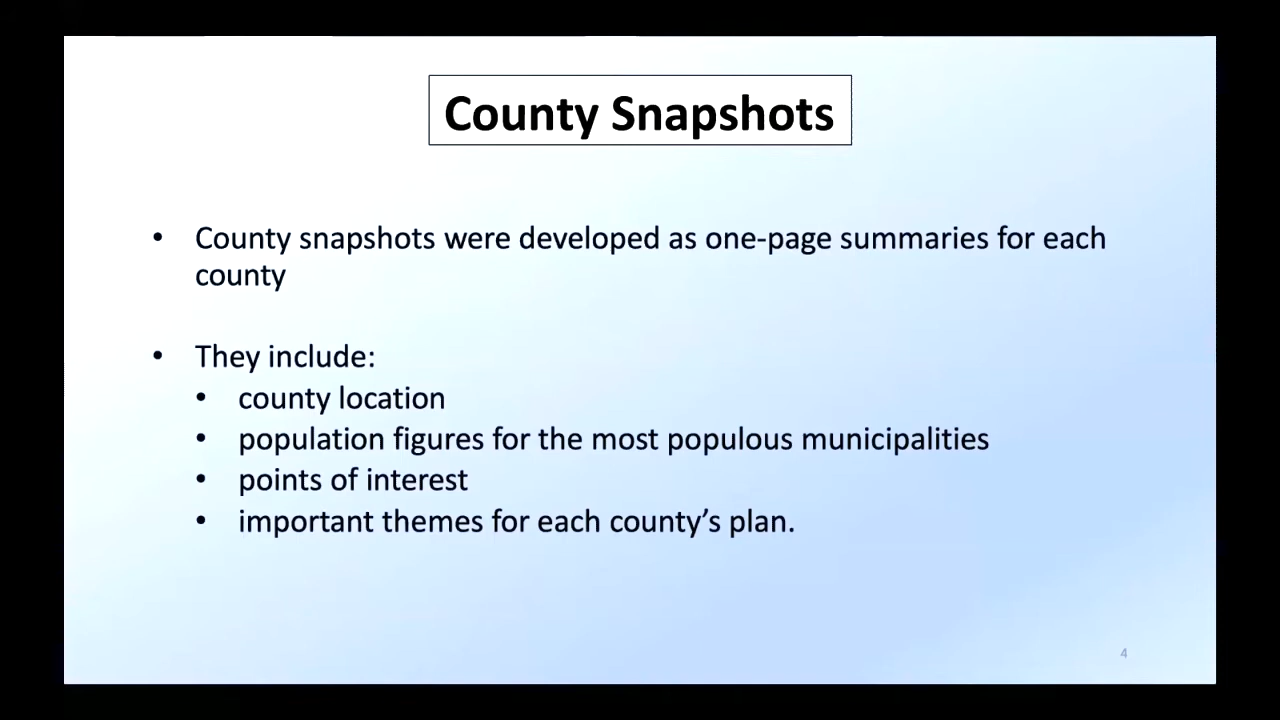 County Snapshots
• County snapshots were developed as one-page summaries for each
county
• They include:
• county location
• population figures for the most populous municipalities
• points of interest
• important themes for each county’s plan.
4